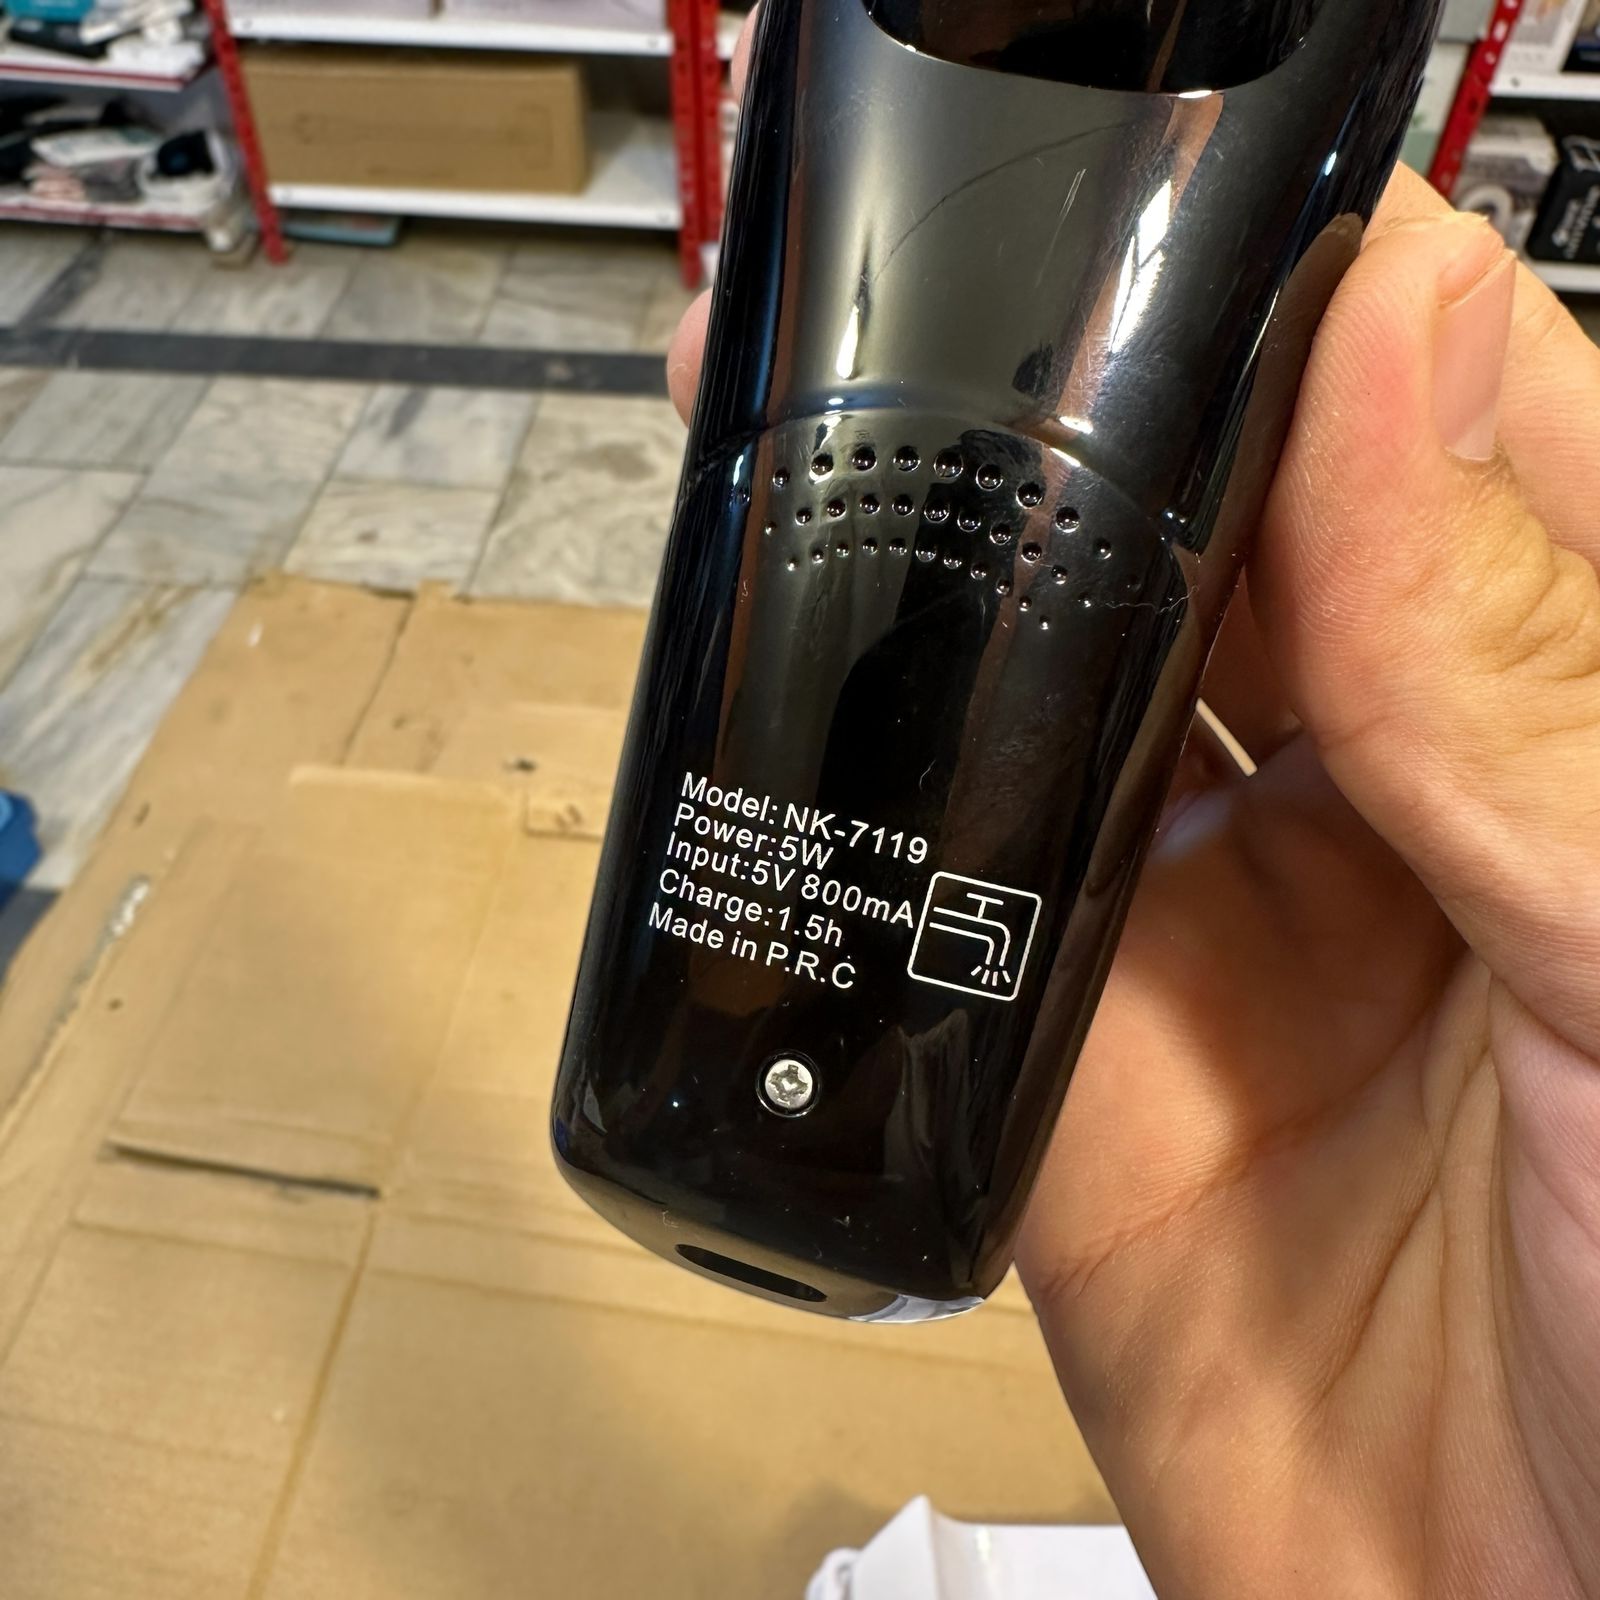 Model: NK-7119
Power:5W
Input:5V 800mA
Charge:1.5h
Made in P.R.C